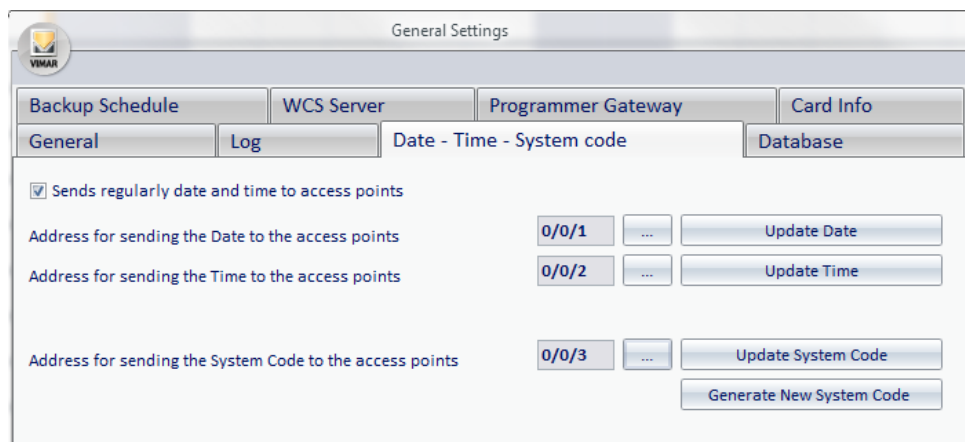 General Settings
VIMAR
Backup Schedule WCS Server Programmer Gateway Card Info
General Log Date - Time - System code Database
Sends regularly date and time to access points
Address for sending the Date to the access points 0/0/1 ... Update Date
Address for sending the Time to the access points 0/0/2 ... Update Time
Address for sending the System Code to the access points 0/0/3 ... Update System Code
Generate New System Code